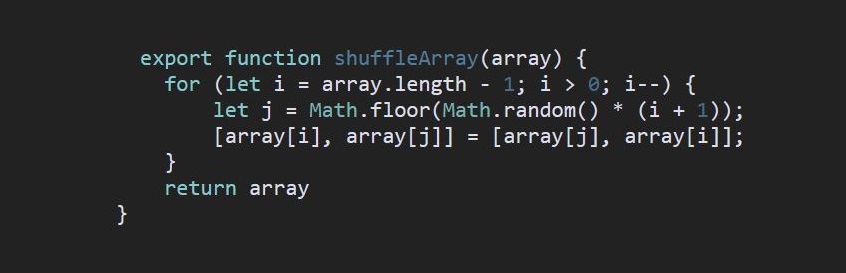 export function shuffleArray(array) {
for (let i = array.length - 1; i > 0; i--) {
let j = Math.floor(Math.random() * (i + 1));
[array[i], array[j]] = [array[j], array[i]];
}
return array
}